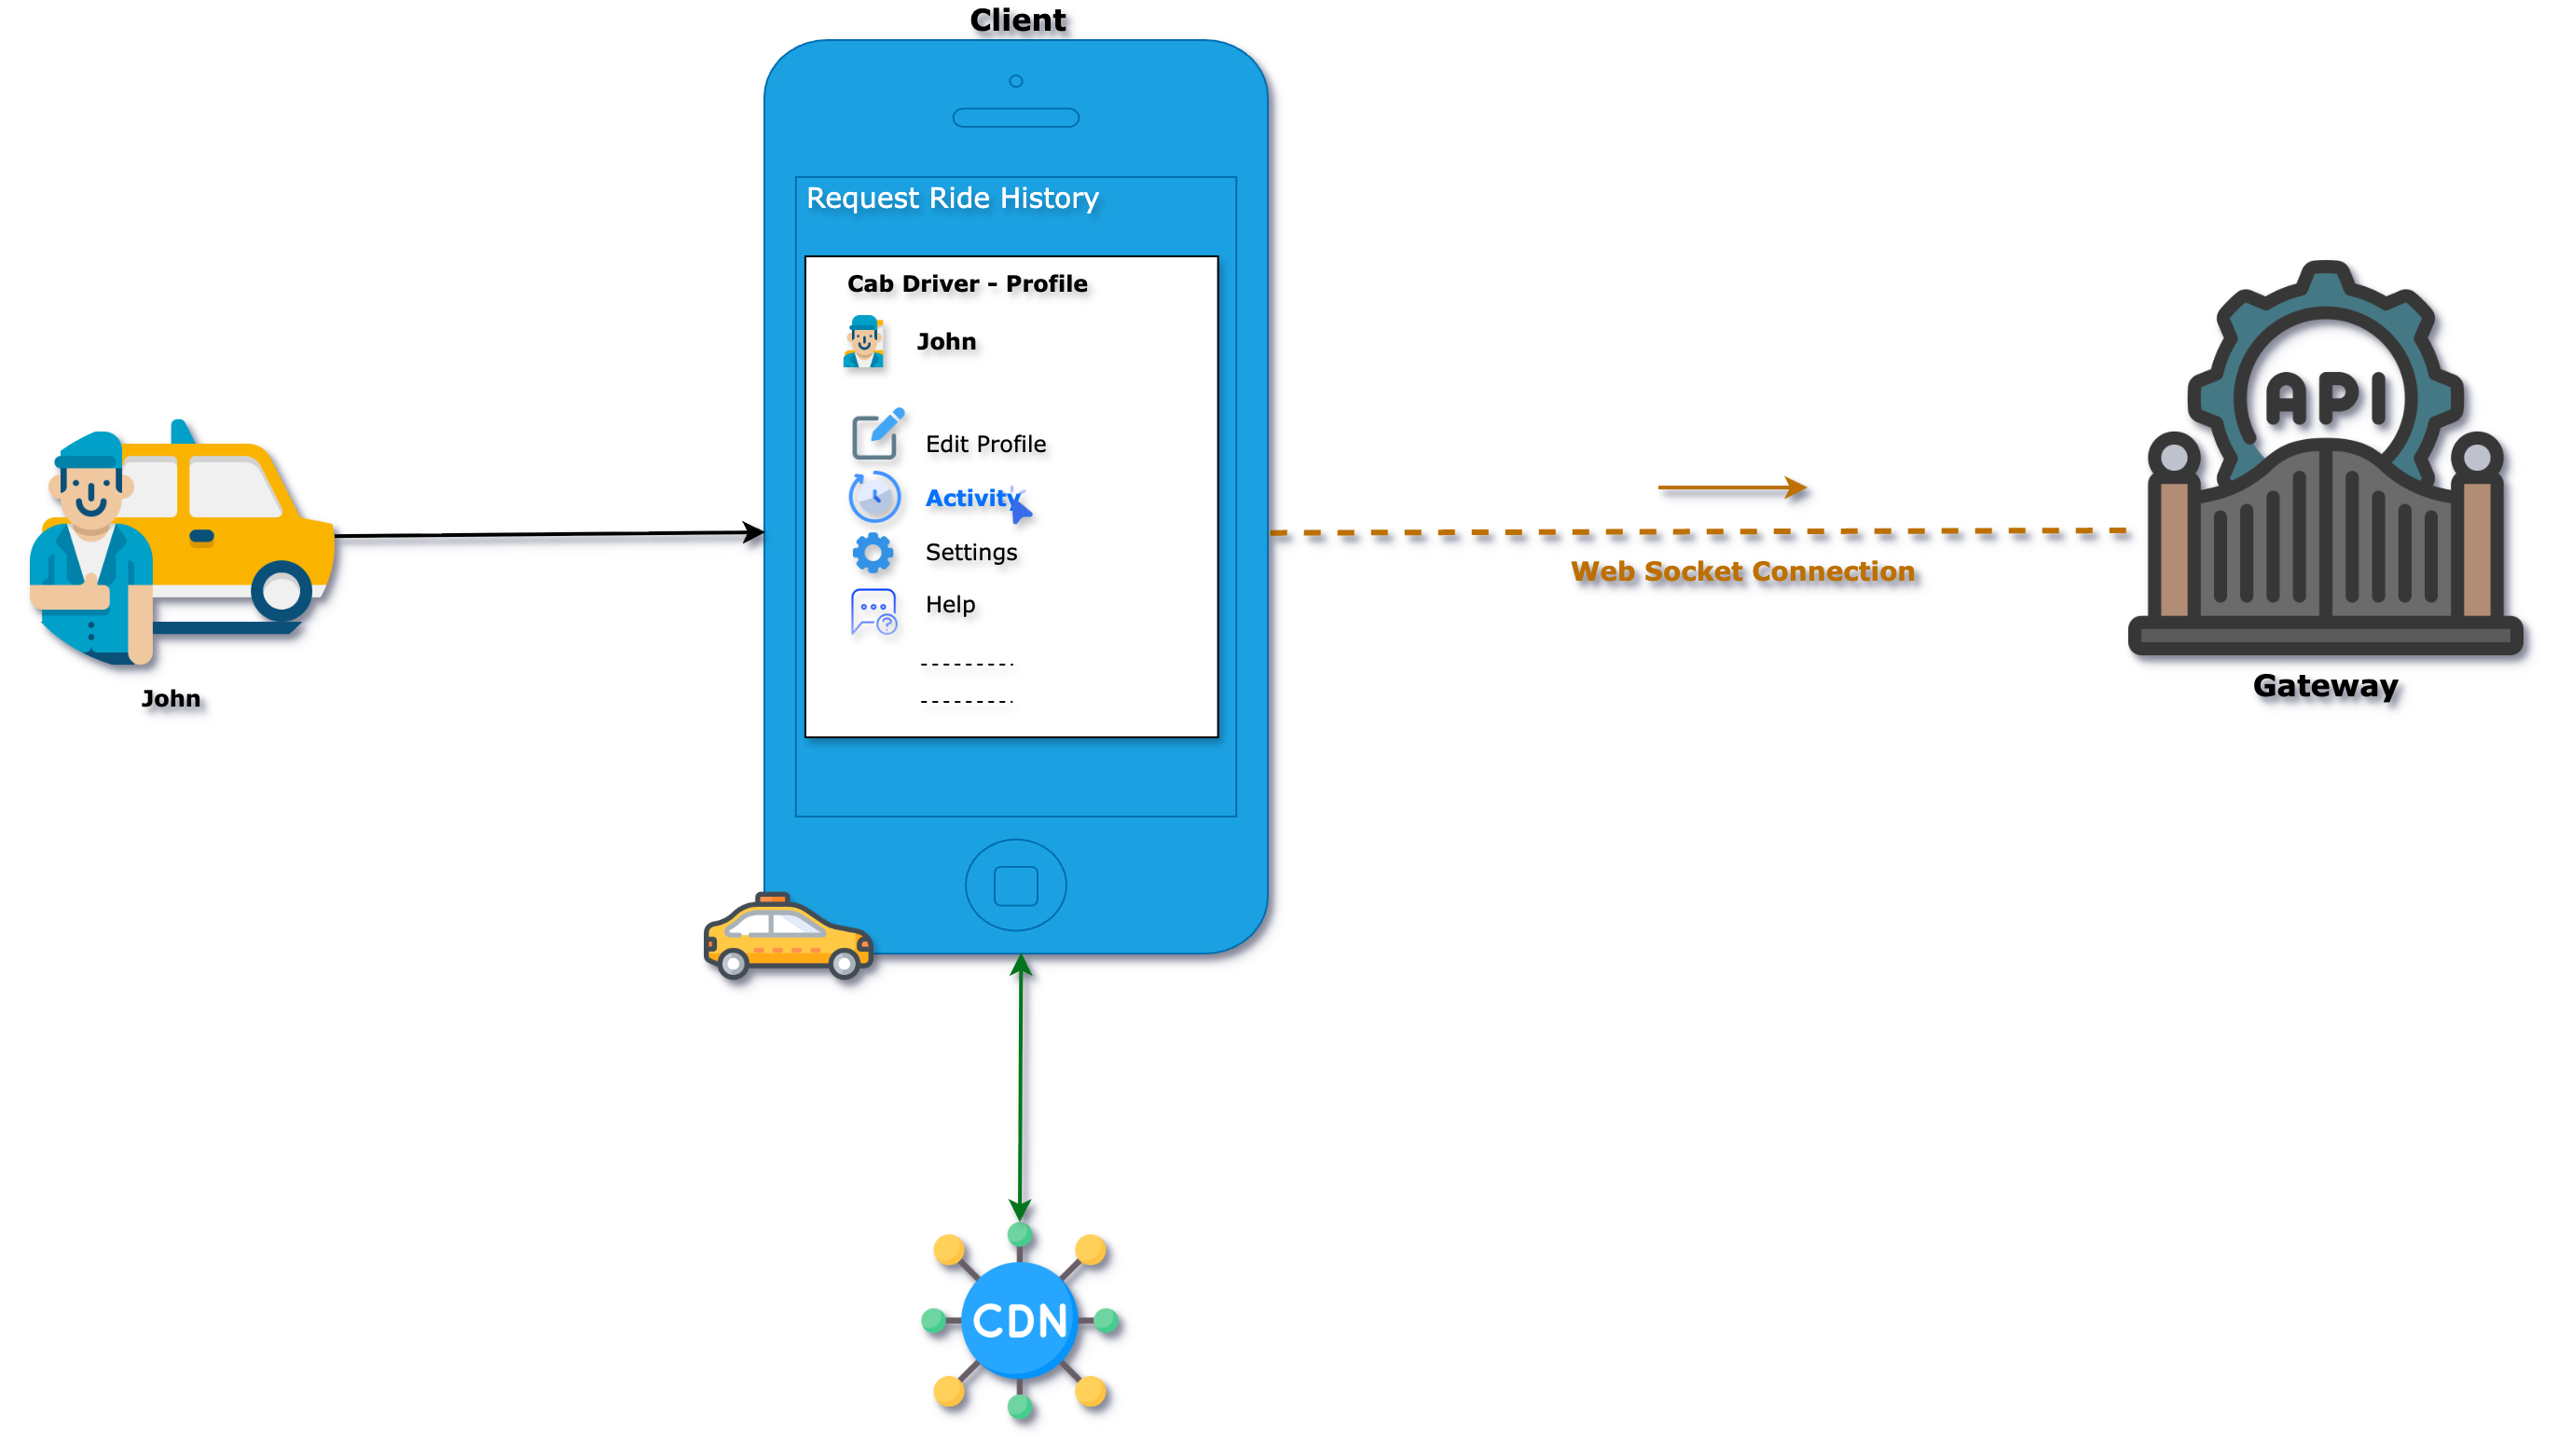 Client
Request Ride History
Cab Driver - Profile
John
Edit Profile
Activity
Settings
Help
John
Web Socket Connection
API
Gateway
CDN